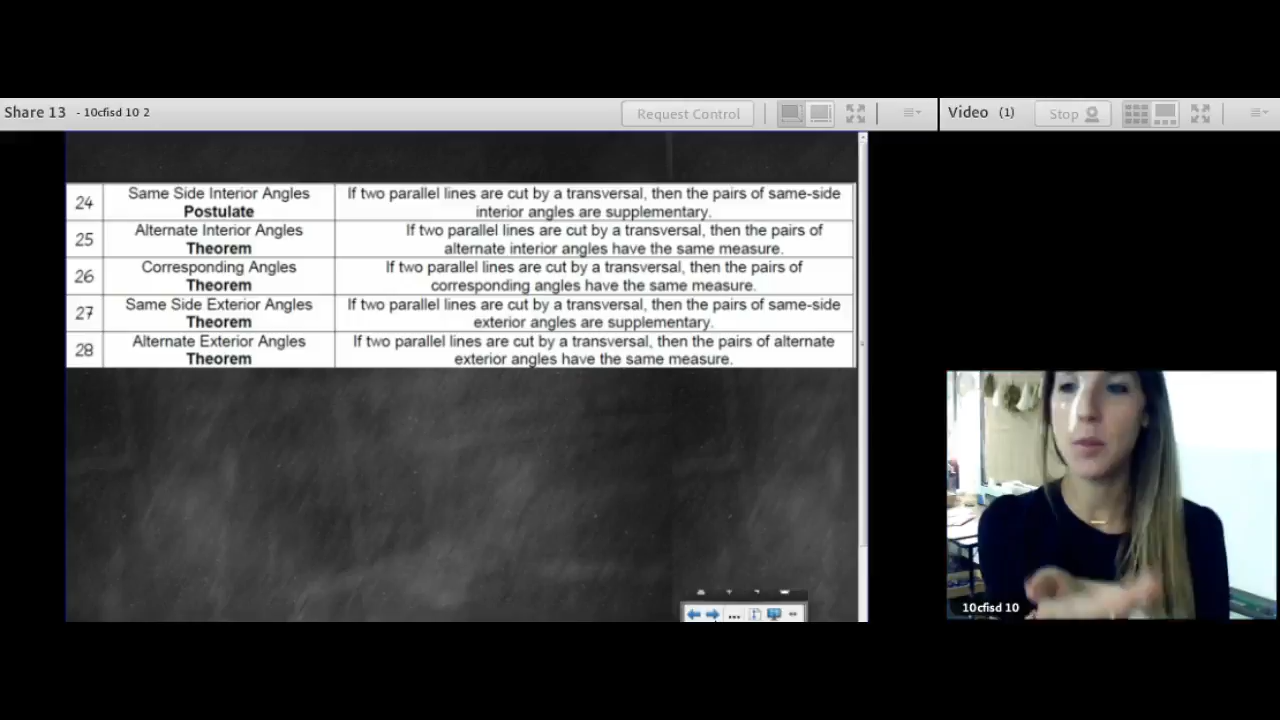 Share 13 - 10cfisd 10 2
Request Control
Video (1)
Stop
24
Same Side Interior Angles
Postulate
If two parallel lines are cut by a transversal, then the pairs of same-side
interior angles are supplementary.
25
Alternate Interior Angles
Theorem
If two parallel lines are cut by a transversal, then the pairs of
alternate interior angles have the same measure.
26
Corresponding Angles
Theorem
If two parallel lines are cut by a transversal, then the pairs of
corresponding angles have the same measure.
27
Same Side Exterior Angles
Theorem
If two parallel lines are cut by a transversal, then the pairs of same-side
exterior angles are supplementary.
28
Alternate Exterior Angles
Theorem
If two parallel lines are cut by a transversal, then the pairs of alternate
exterior angles have the same measure.
10cfisd 10